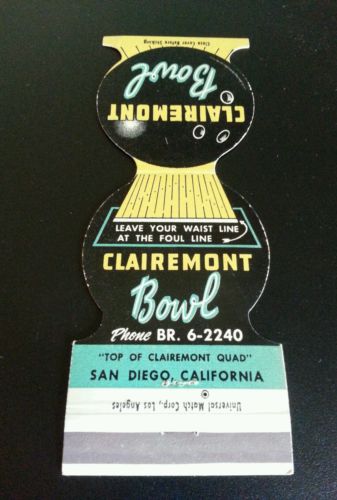 Close Cover Before Striking
CLAIREMONT
Bowl
LEAVE YOUR WAIST LINE
AT THE FOUL LINE
CLAIREMONT
Bowl
Phone BR. 6-2240
"TOP OF CLAIREMONT QUAD"
SAN DIEGO, CALIFORNIA
Universal Match Corp., Los Angeles